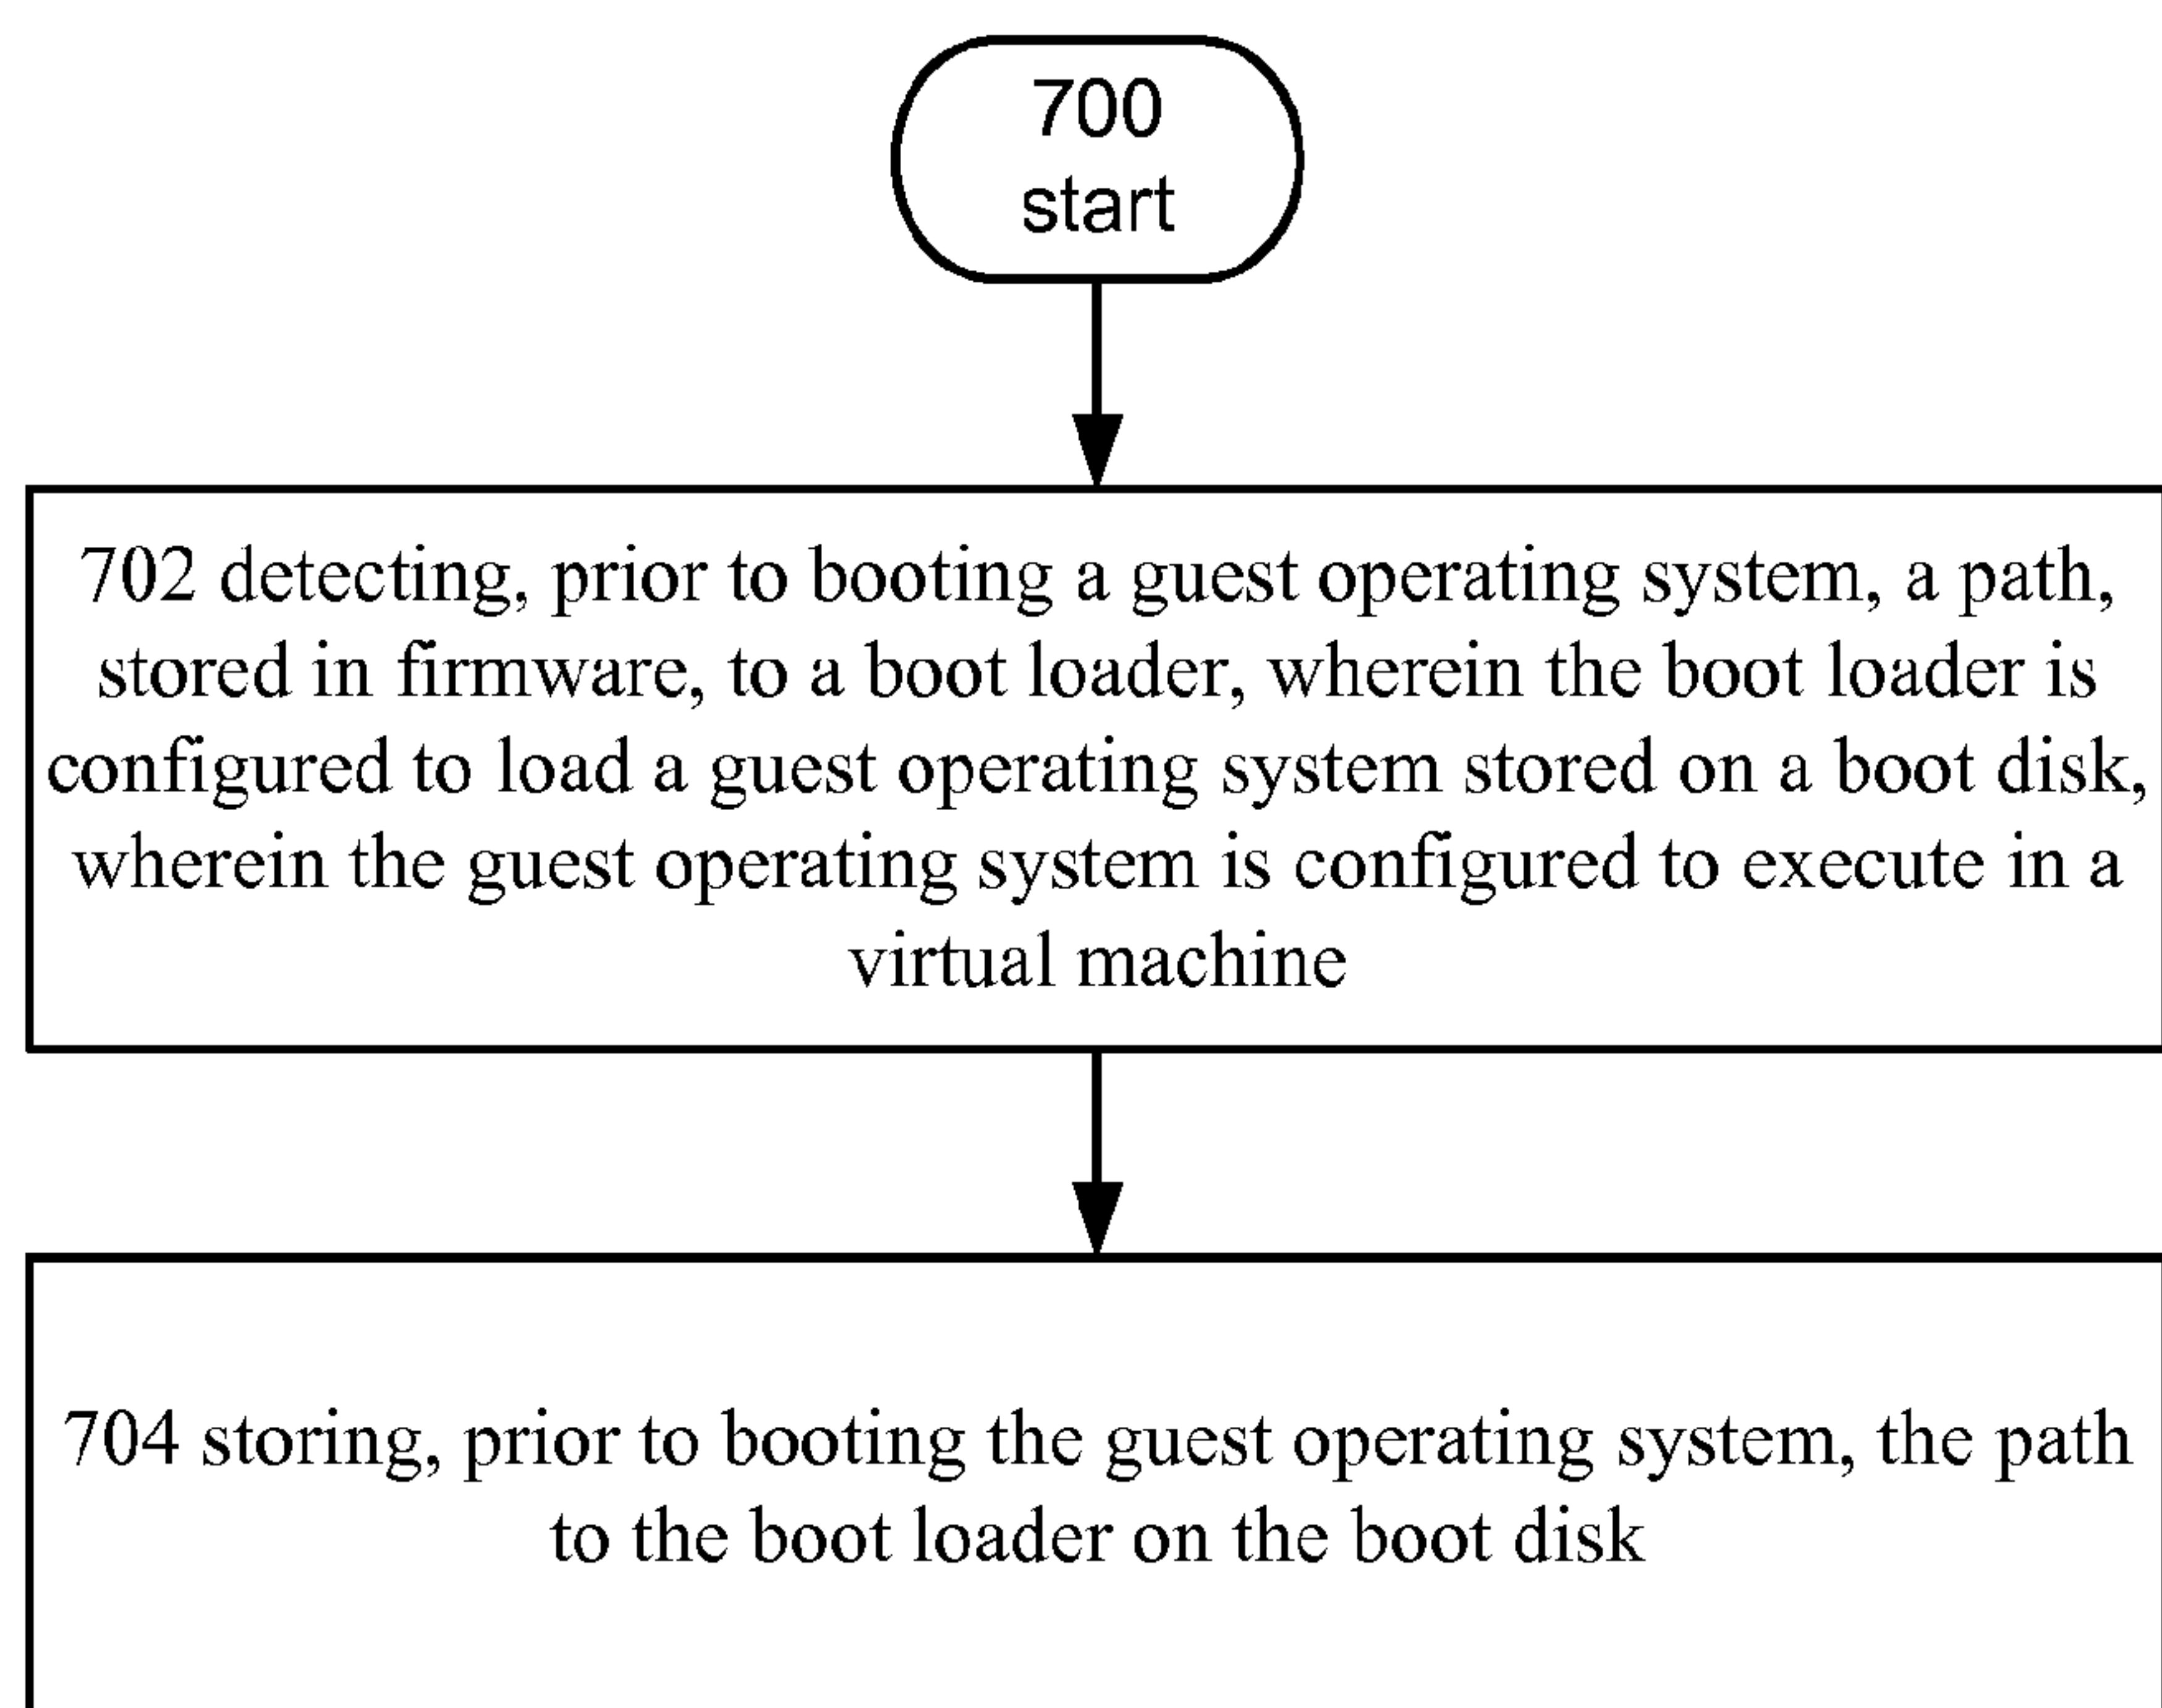 700
start
702 detecting, prior to booting a guest operating system, a path,
stored in firmware, to a boot loader, wherein the boot loader is
configured to load a guest operating system stored on a boot disk,
wherein the guest operating system is configured to execute in a
virtual machine
704 storing, prior to booting the guest operating system, the path
to the boot loader on the boot disk